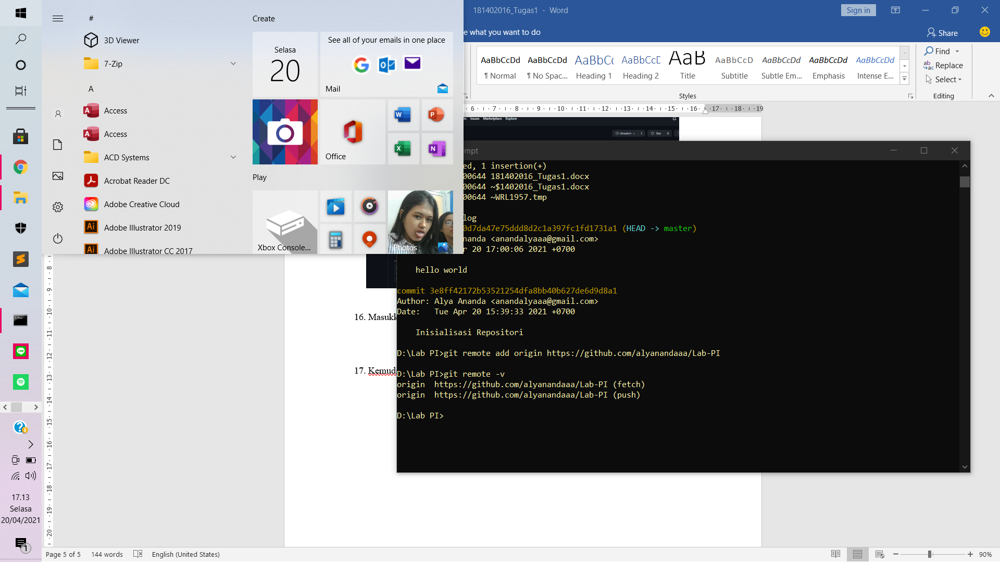 #
3D Viewer
7-Zip
A
Access
Access
ACD Systems
Acrobat Reader DC
Adobe Creative Cloud
Adobe Illustrator 2019
Adobe Illustrator CC 2017
Create
Selasa
20
See all of your emails in one place
Mail
Office
Play
Xbox Console...
Photos
181402016_Tugas1 - Word
Sign in
e what you want to do
Share
AaBbCcDd
AaBbCcDd
AaBbC
AaBbCcD
AaB
AaBbCcD
AaBbCcDd
AaBbCcDd
AaBbCcDd
¶ Normal
¶ No Spac...
Heading 1
Heading 2
Title
Subtitle
Subtle Em...
Emphasis
Intense E...
Styles
Find
Replace
Select
Editing
6 7 8 9 10 11 12 13 14 15 16 17 18 19
Issues Marketplace Explore
Unwatch 1 Star 0
mpt
ed, 1 insertion(+)
00644 181402016_Tugas1.docx
00644 ~$1402016_Tugas1.docx
00644 ~WRL1957.tmp
log
0d7da47e75ddd8d2c1a397fc1fd1731a1 (HEAD -> master)
nanda <anandalyaaa@gmail.com>
r 20 17:00:06 2021 +0700
hello world
commit 3e8ff42172b53521254dfa8bb40b627de6d9d8a1
Author: Alya Ananda <anandalyaaa@gmail.com>
Date: Tue Apr 20 15:39:33 2021 +0700
Inisialisasi Repositori
D:\Lab PI>git remote add origin https://github.com/alyanandaaa/Lab-PI
D:\Lab PI>git remote -v
origin https://github.com/alyanandaaa/Lab-PI (fetch)
origin https://github.com/alyanandaaa/Lab-PI (push)
D:\Lab PI>
16. Masukk
17. Kemud
8 9 10 11 12 13 14 15 16 17 18 19 20
17.13
Selasa
20/04/2021
1
Page 5 of 5
144 words
English (United States)
90%